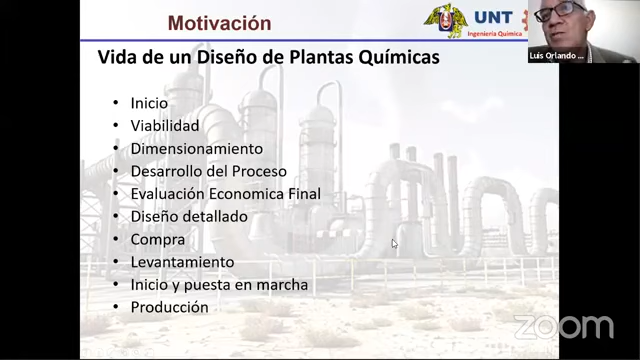 Motivación
UNT
Ingeniería Química
Luis Orlando ...
Vida de un Diseño de Plantas Químicas
• Inicio
• Viabilidad
• Dimensionamiento
• Desarrollo del Proceso
• Evaluación Economica Final
• Diseño detallado
• Compra
• Levantamiento
• Inicio y puesta en marcha
• Producción
zoom